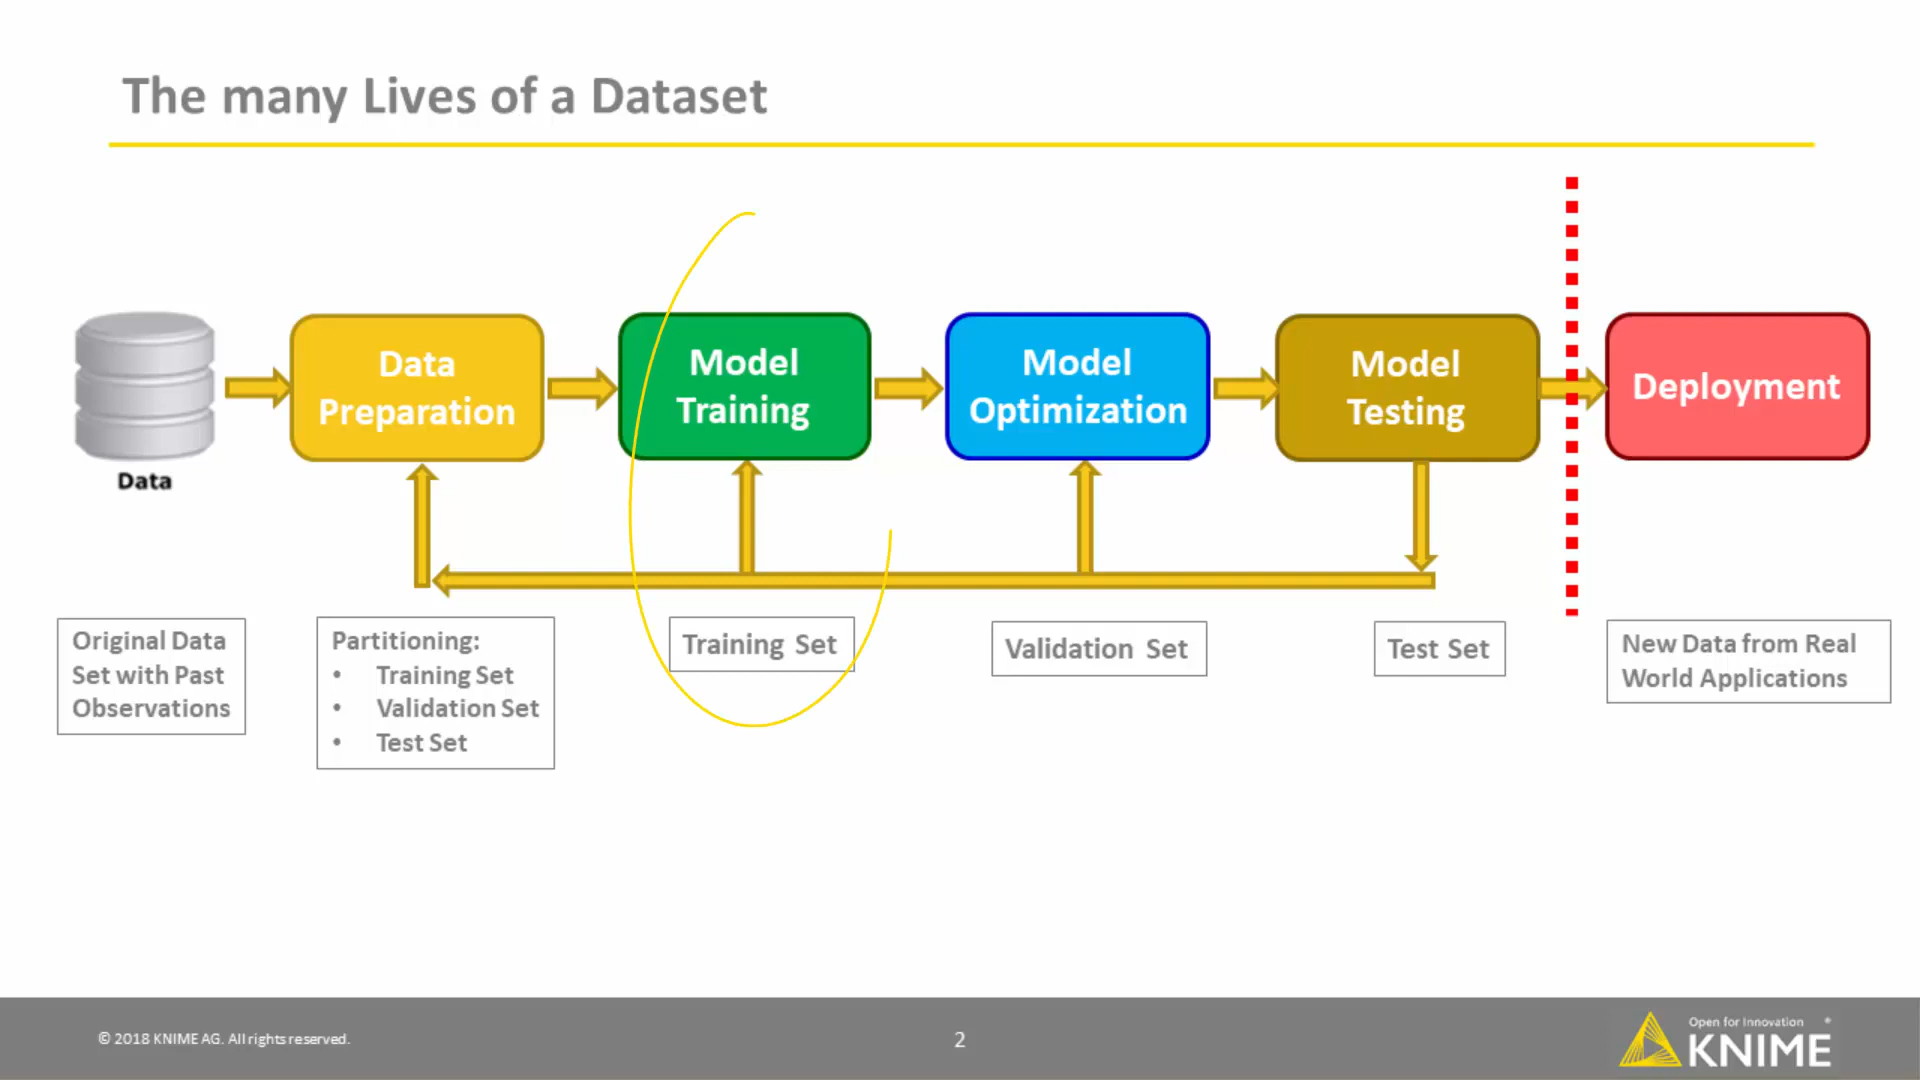 The many Lives of a Dataset
Data
Preparation
Model
Training
Model
Optimization
Model
Testing
Deployment
Data
Original Data
Set with Past
Observations
Partitioning:
• Training Set
• Validation Set
• Test Set
Training Set
Validation Set
Test Set
New Data from Real
World Applications
© 2018 KNIME AG. All rights reserved.
2
Open for Innovation ®
KNIME